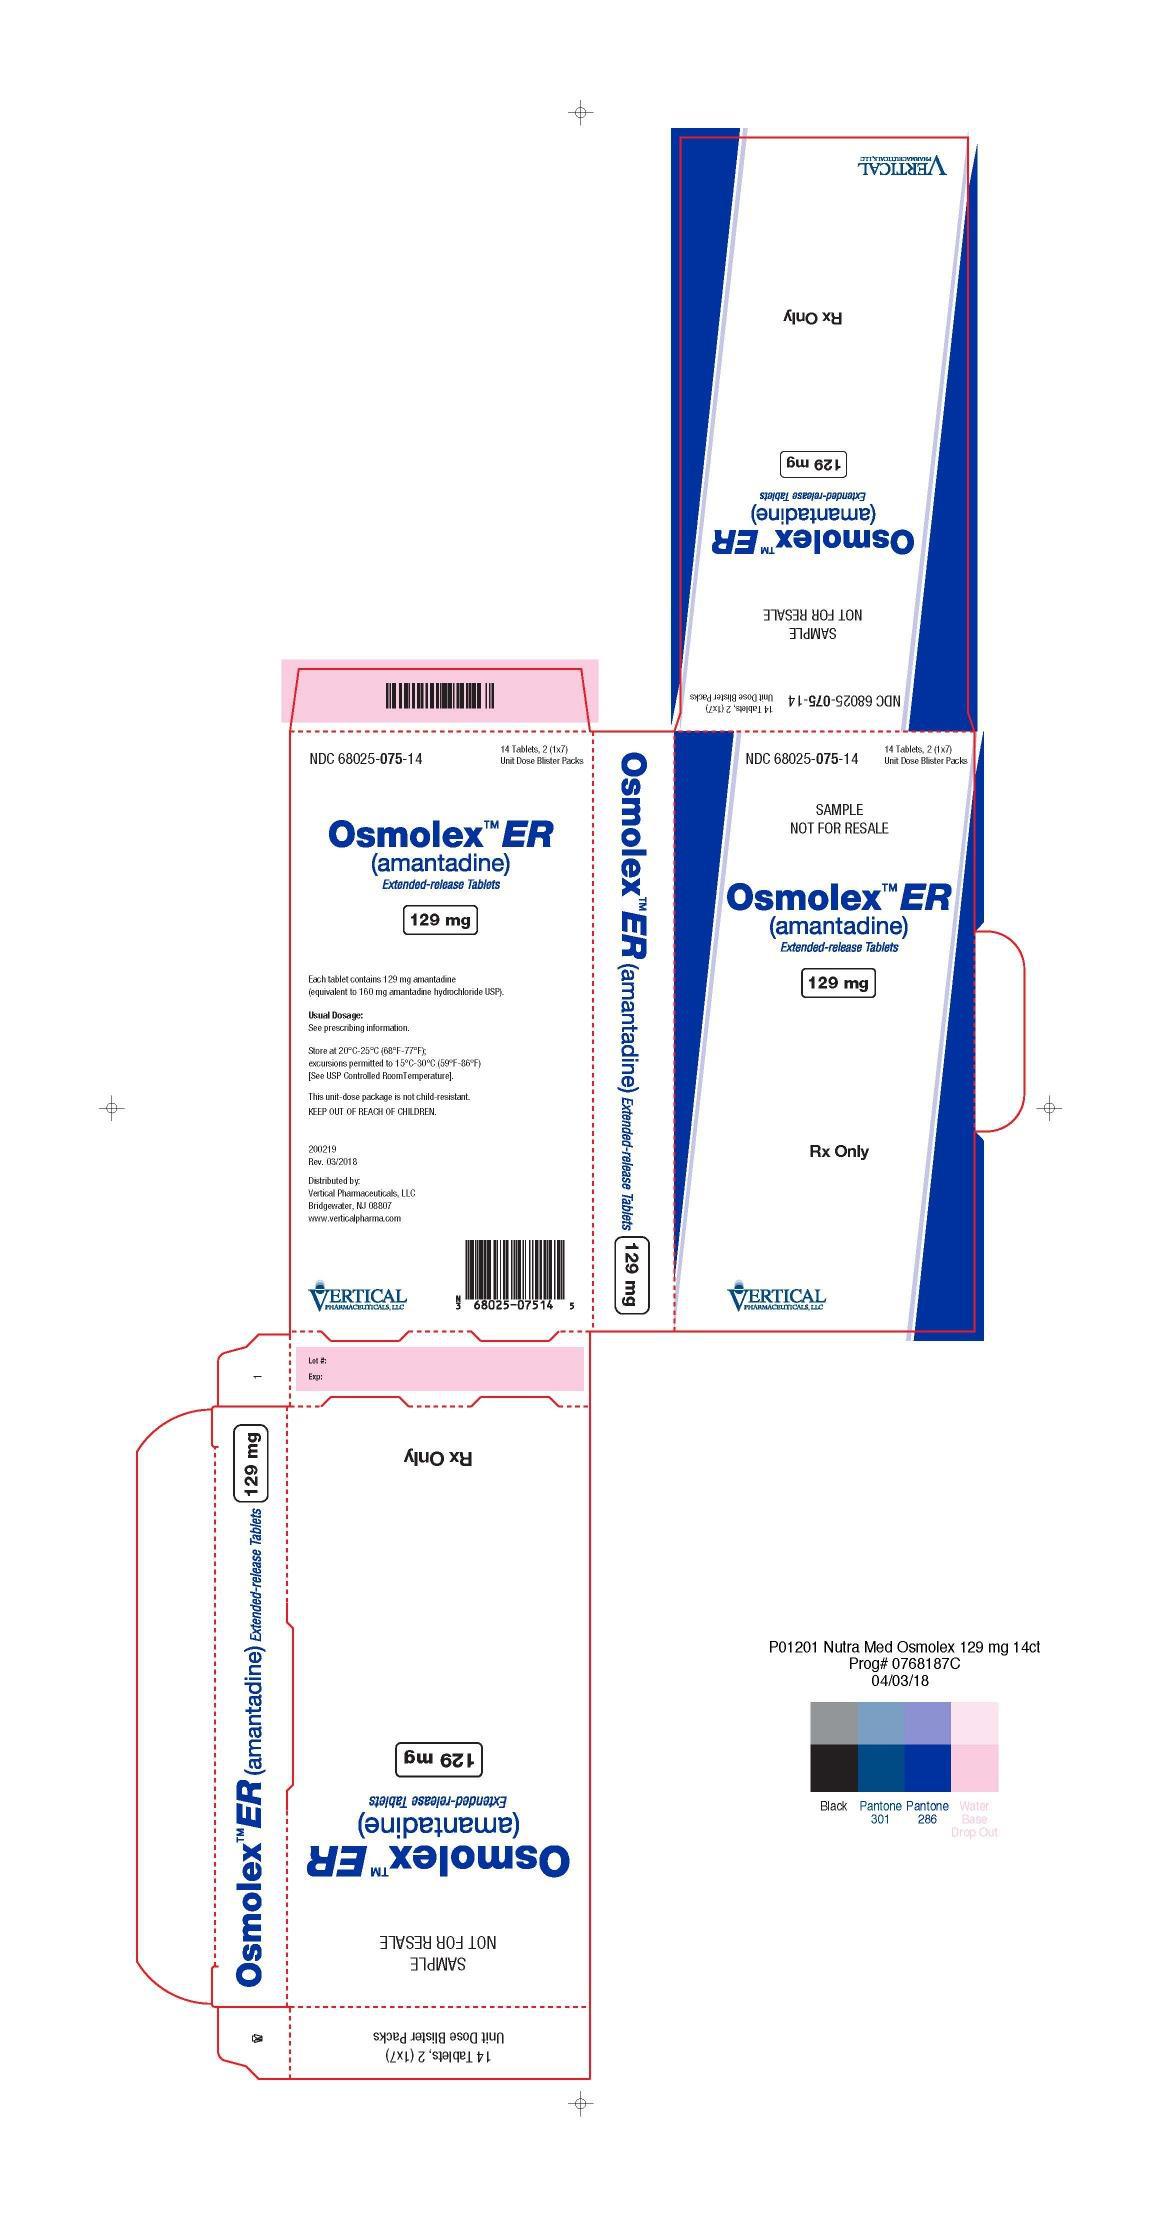 VERTICAL
PHARMACEUTICALS, LLC
Rx Only
129 mg
Extended-release Tablets
(amantadine)
Osmolex™ ER
SAMPLE
NOT FOR RESALE
NDC 68025-075-14
14 Tablets, 2 (1x7)
Unit Dose Blister Packs
NDC 68025-075-14
14 Tablets, 2 (1x7)
Unit Dose Blister Packs
Osmolex™ ER
(amantadine)
Extended-release Tablets
129 mg
Each tablet contains 129 mg amantadine
(equivalent to 160 mg amantadine hydrochloride USP).
Usual Dosage:
See prescribing information.
Store at 20°C-25°C (68°F-77°F);
excursions permitted to 15°C-30°C (59°F-86°F)
[See USP Controlled RoomTemperature].
This unit-dose package is not child-resistant.
KEEP OUT OF REACH OF CHILDREN.
200219
Rev. 03/2018
Distributed by:
Vertical Pharmaceuticals, LLC
Bridgewater, NJ 08807
www.verticalpharma.com
VERTICAL
PHARMACEUTICALS, LLC
N3 68025-07514 5
Osmolex™ ER (amantadine) Extended-release Tablets 129 mg
NDC 68025-075-14
14 Tablets, 2 (1x7)
Unit Dose Blister Packs
SAMPLE
NOT FOR RESALE
Osmolex™ ER
(amantadine)
Extended-release Tablets
129 mg
Rx Only
VERTICAL
PHARMACEUTICALS, LLC
1
Lot #:
Exp:
Osmolex™ ER (amantadine) Extended-release Tablets 129 mg
14 Tablets, 2 (1x7)
Unit Dose Blister Packs
SAMPLE
NOT FOR RESALE
Osmolex™ ER
(amantadine)
Extended-release Tablets
129 mg
Rx Only
P01201 Nutra Med Osmolex 129 mg 14ct
Prog# 0768187C
04/03/18
Black
Pantone 301
Pantone 286
Water Base Drop Out